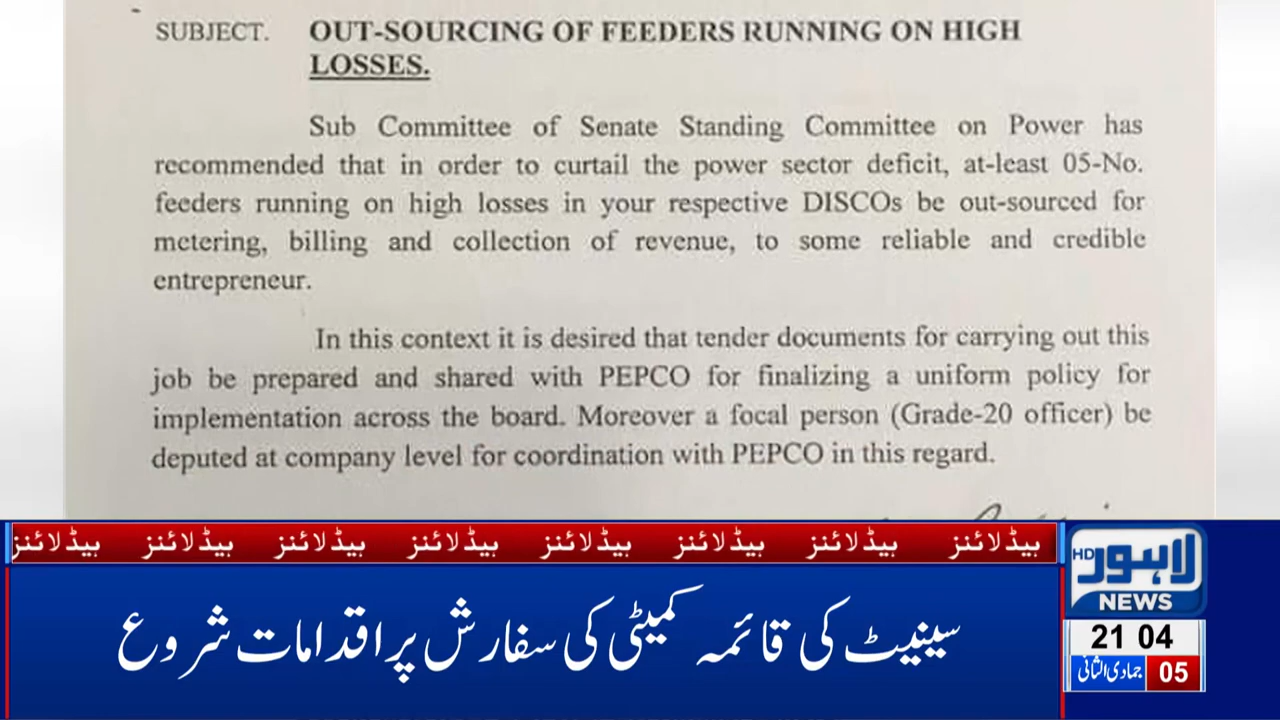 SUBJECT. OUT-SOURCING OF FEEDERS RUNNING ON HIGH
LOSSES.
Sub Committee of Senate Standing Committee on Power has
recommended that in order to curtail the power sector deficit, at-least 05-No.
feeders running on high losses in your respective DISCOs be out-sourced for
metering, billing and collection of revenue, to some reliable and credible
entrepreneur.
In this context it is desired that tender documents for carrying out this
job be prepared and shared with PEPCO for finalizing a uniform policy for
implementation across the board. Moreover a focal person (Grade-20 officer) be
deputed at company level for coordination with PEPCO in this regard.
ہیڈلائنز ہیڈلائنز ہیڈلائنز ہیڈلائنز ہیڈلائنز ہیڈلائنز ہیڈلائنز ہیڈلائنز
سینیٹ کی قائمہ کمیٹی کی سفارش پر اقدامات شروع
لاہور HD
NEWS
21 04
05 جمادی الثانی